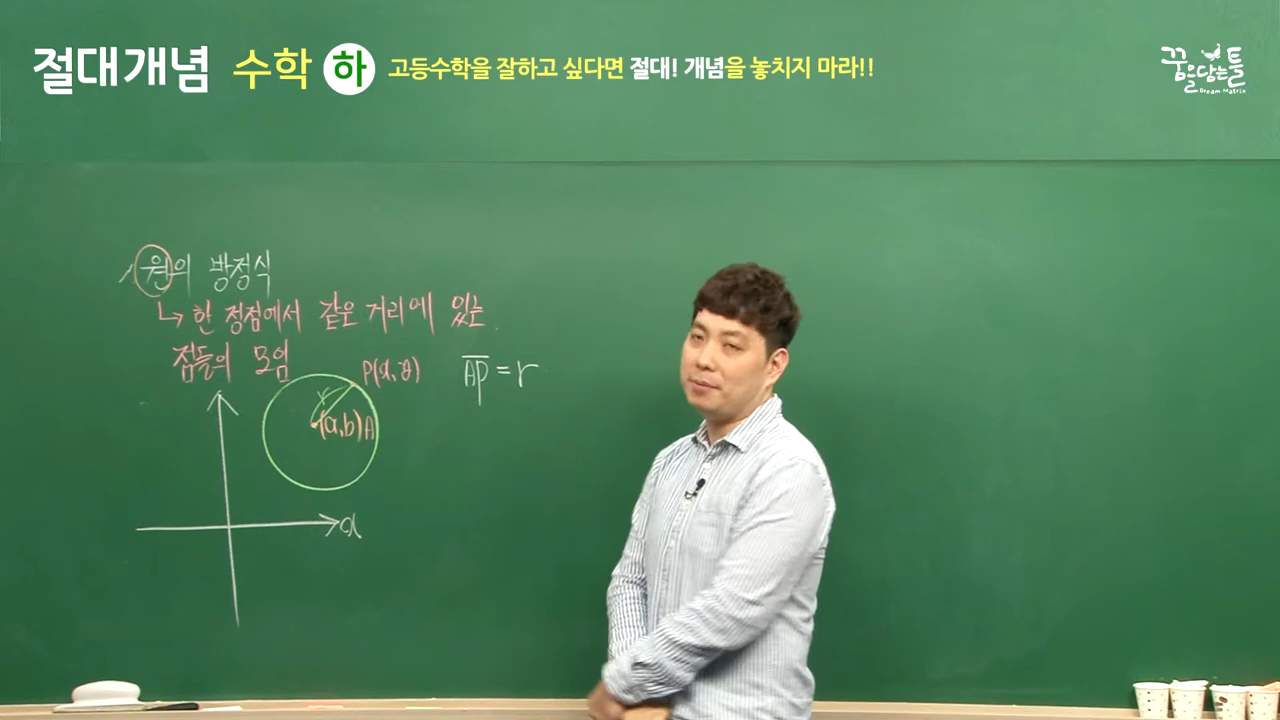 절대개념 수학 하 고등수학을 잘하고 싶다면 절대! 개념을 놓치지 마라!!
꿈을담는틀
Dream Matrix
원의 방정식
↳ 한 정점에서 같은 거리에 있는
점들의 모임
P(x, y) AP = r
r
(a,b)A
x